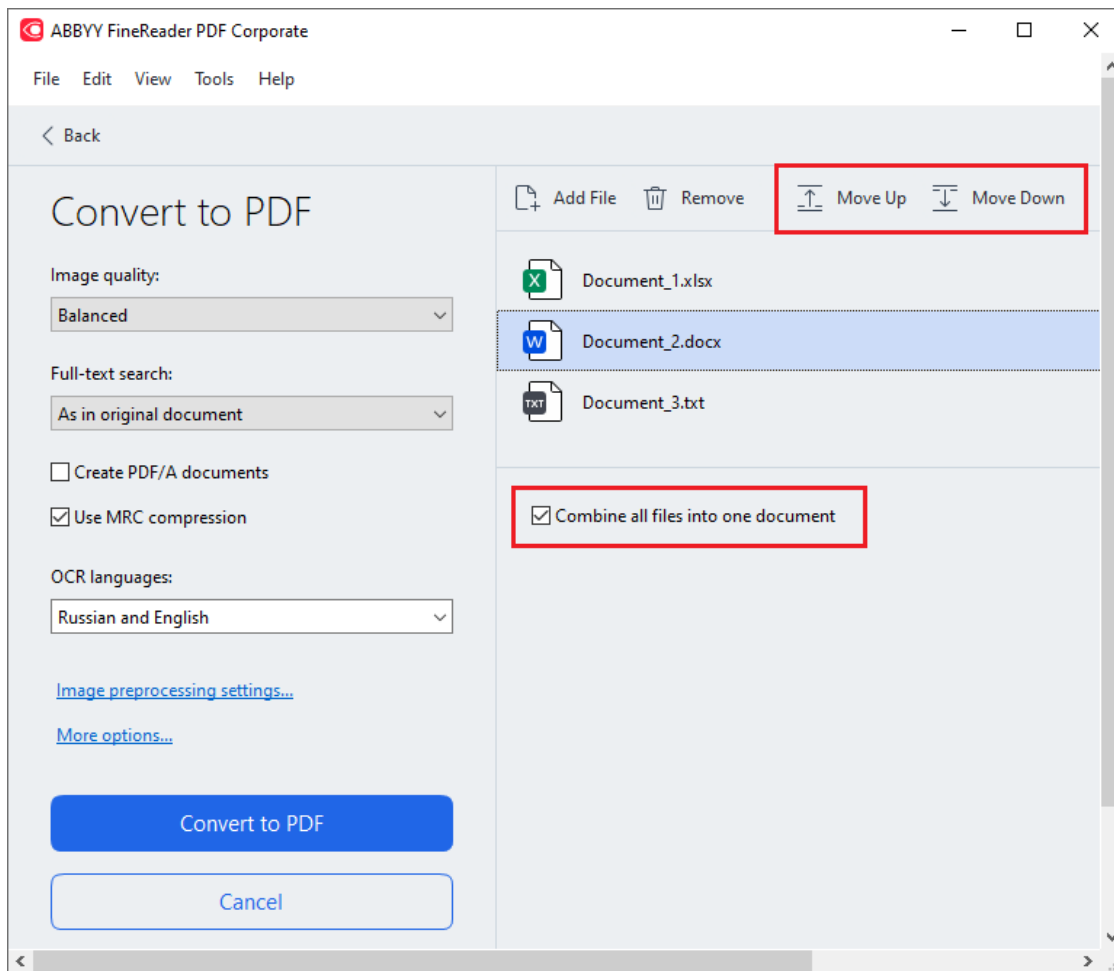 ABBYY FineReader PDF Corporate
File Edit View Tools Help
Back
Convert to PDF
Image quality:
Balanced
Full-text search:
As in original document
Create PDF/A documents
Use MRC compression
OCR languages:
Russian and English
Image preprocessing settings...
More options...
Convert to PDF
Cancel
Add File Remove Move Up Move Down
X Document_1.xlsx
W Document_2.docx
TXT Document_3.txt
Combine all files into one document